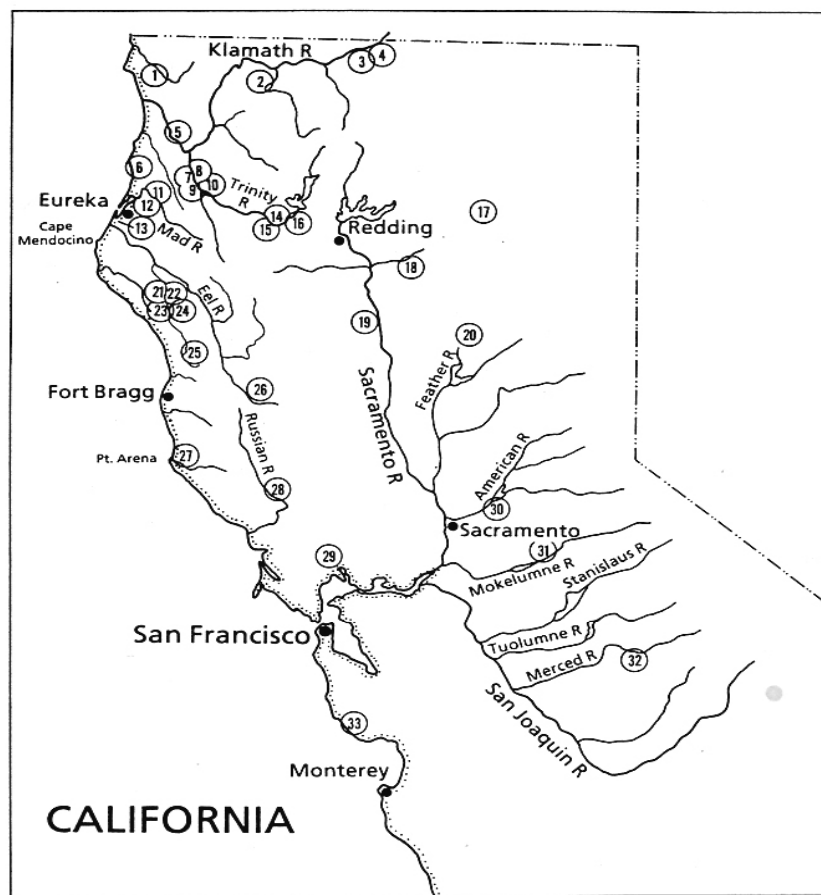 Klamath R
3
4
1
2
5
6
7
8
9
10
Trinity
R
11
12
Eureka
13
Mad R
14
15
16
17
Cape
Mendocino
Redding
18
21
22
23
24
Eel R
19
20
25
Feather R
26
Fort Bragg
Sacramento R
Russian R
American R
Pt. Arena
27
28
30
Sacramento
29
31
Mokelumne R
Stanislaus R
San Francisco
Tuolumne R
Merced R
32
San Joaquin R
33
Monterey
CALIFORNIA